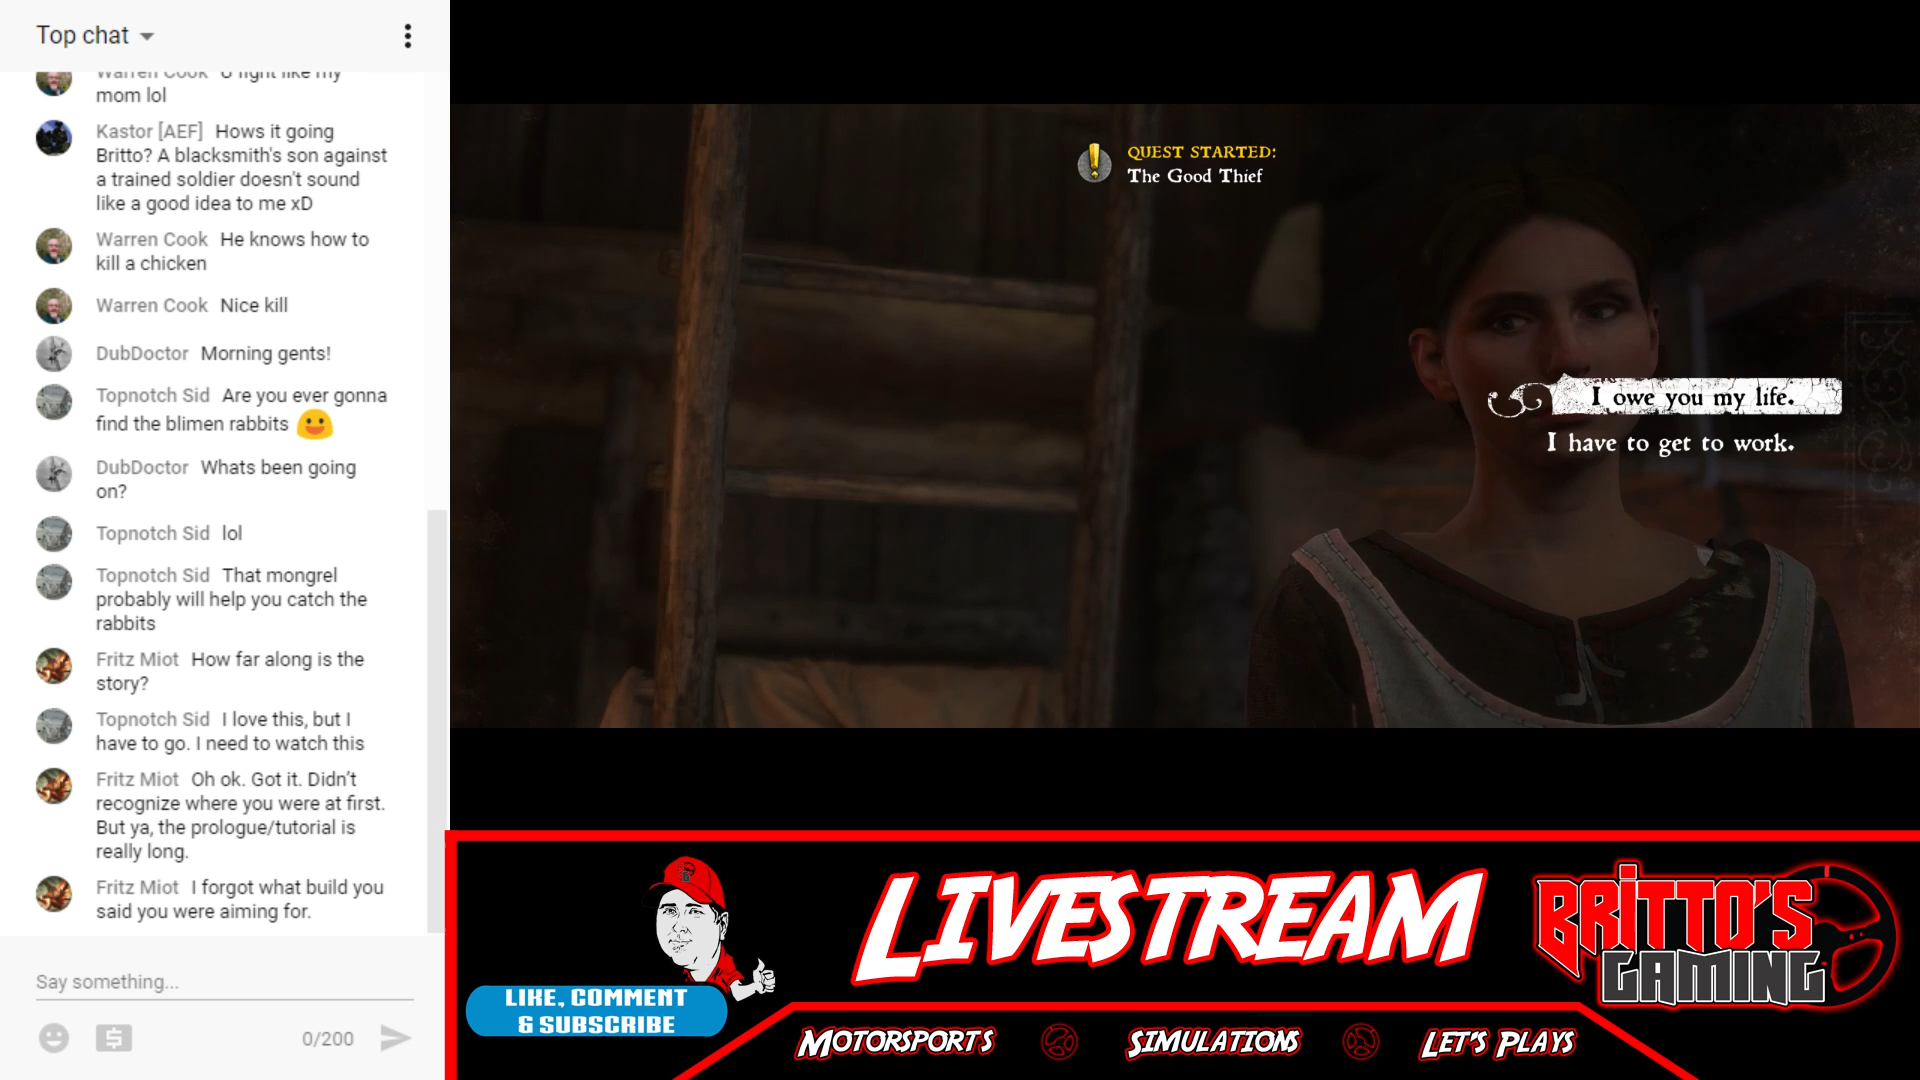 Top chat
Warren Cook U fight like my
mom lol
Kastor [AEF] Hows it going
Britto? A blacksmith's son against
a trained soldier doesn't sound
like a good idea to me xD
Warren Cook He knows how to
kill a chicken
Warren Cook Nice kill
DubDoctor Morning gents!
Topnotch Sid Are you ever gonna
find the blimen rabbits
DubDoctor Whats been going
on?
Topnotch Sid lol
Topnotch Sid That mongrel
probably will help you catch the
rabbits
Fritz Miot How far along is the
story?
Topnotch Sid I love this, but I
have to go. I need to watch this
Fritz Miot Oh ok. Got it. Didn't
recognize where you were at first.
But ya, the prologue/tutorial is
really long.
Fritz Miot I forgot what build you
said you were aiming for.
Say something...
0/200
QUEST STARTED:
The Good Thief
I owe you my life.
I have to get to work.
LIKE, COMMENT
& SUBSCRIBE
LIVESTREAM
BRITTO'S
GAMING
MOTORSPORTS
SIMULATIONS
LET'S PLAYS